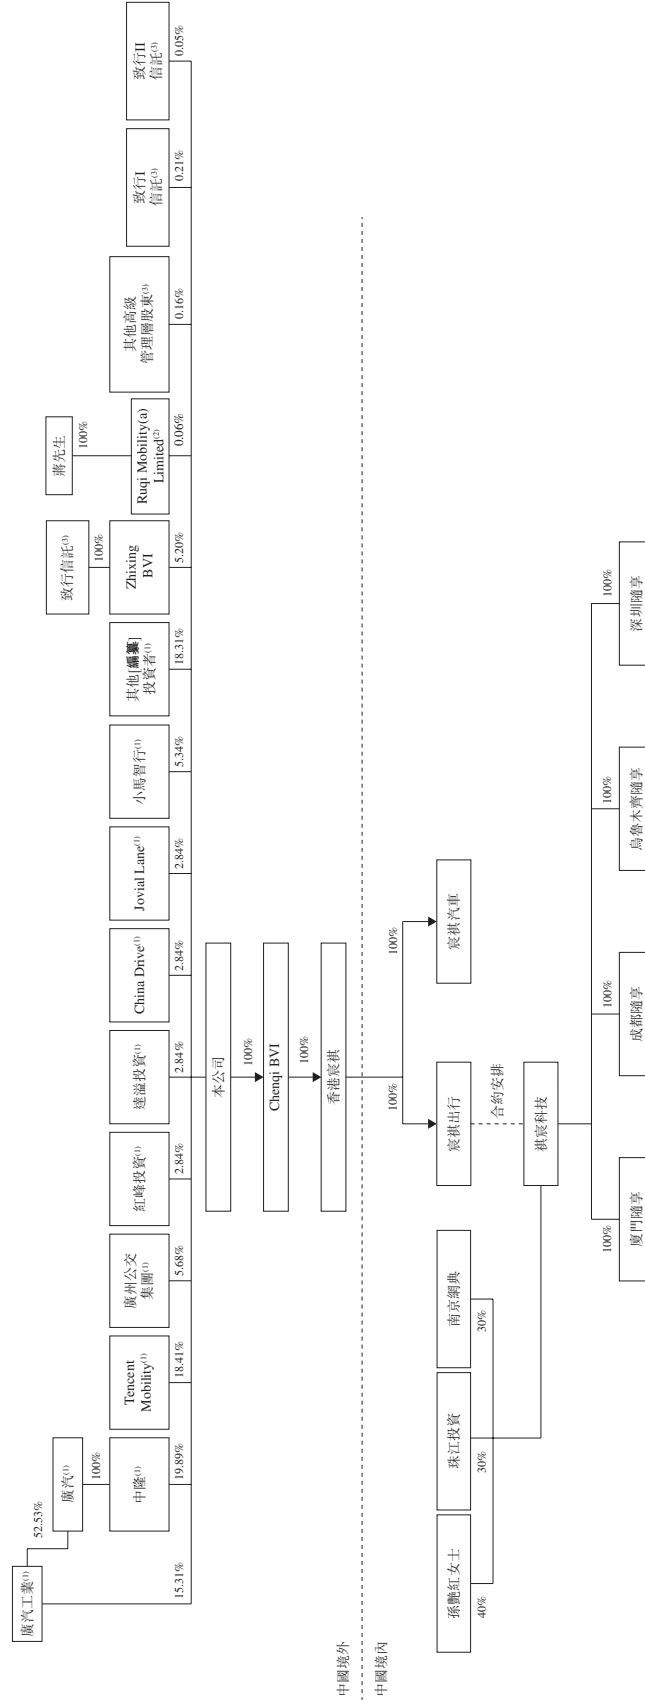 廣汽工業(1)
52.53%
廣汽(1)
100%
致行信託(3)
100%
蔣先生
100%
中隆(1)
Tencent
Mobility(1)
廣州公交
集團(1)
紅峰投資(1)
達溢投資(1)
China Drive(1)
Jovial Lane(1)
小馬智行(1)
其他[編纂]
投資者(1)
Zhixing
BVI
Ruqi Mobility(a)
Limited(2)
其他高級
管理層股東(3)
致行I
信託(3)
致行II
信託(3)
15.31%
19.89%
18.41%
5.68%
2.84%
2.84%
2.84%
2.84%
5.34%
18.31%
5.20%
0.06%
0.16%
0.21%
0.05%
本公司
100%
Chenqi BVI
100%
香港宸祺
中國境外
中國境內
100%
100%
孫艷紅女士
珠江投資
南京網典
宸祺出行
宸祺汽車
40%
30%
30%
合約安排
祺宸科技
100%
100%
100%
100%
廈門隨享
成都隨享
烏魯木齊隨享
深圳隨享